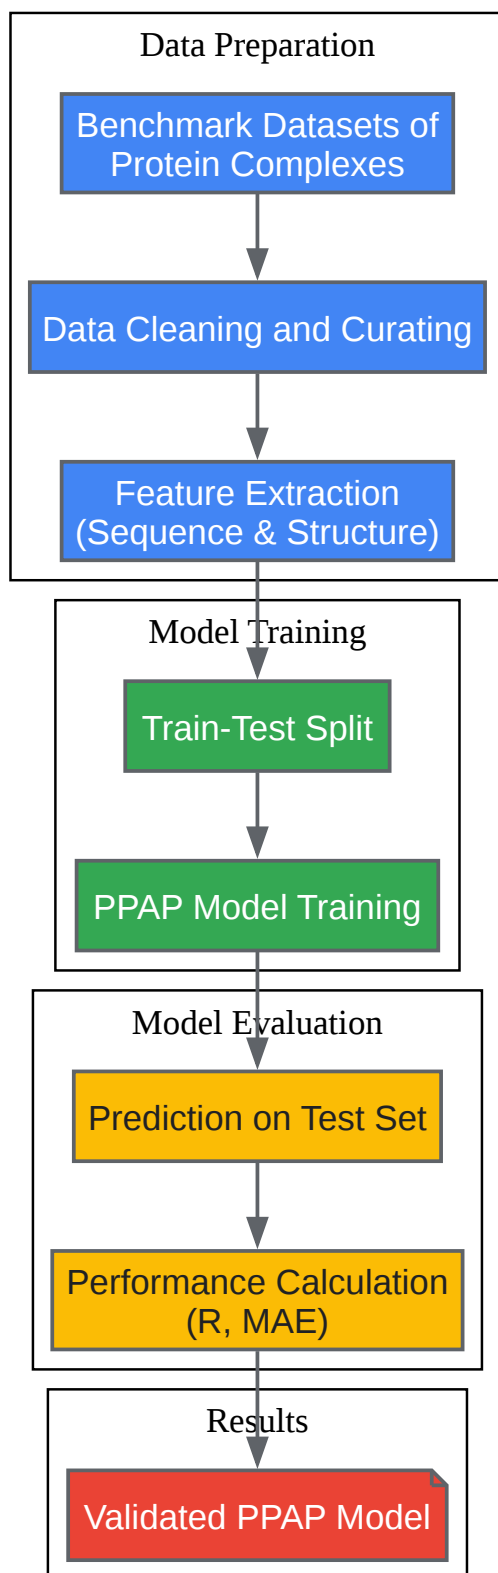 Data Preparation
Benchmark Datasets of
Protein Complexes
Data Cleaning and Curating
Feature Extraction
(Sequence & Structure)
Model Training
Train-Test Split
PPAP Model Training
Model Evaluation
Prediction on Test Set
Performance Calculation
(R, MAE)
Results
Validated PPAP Model